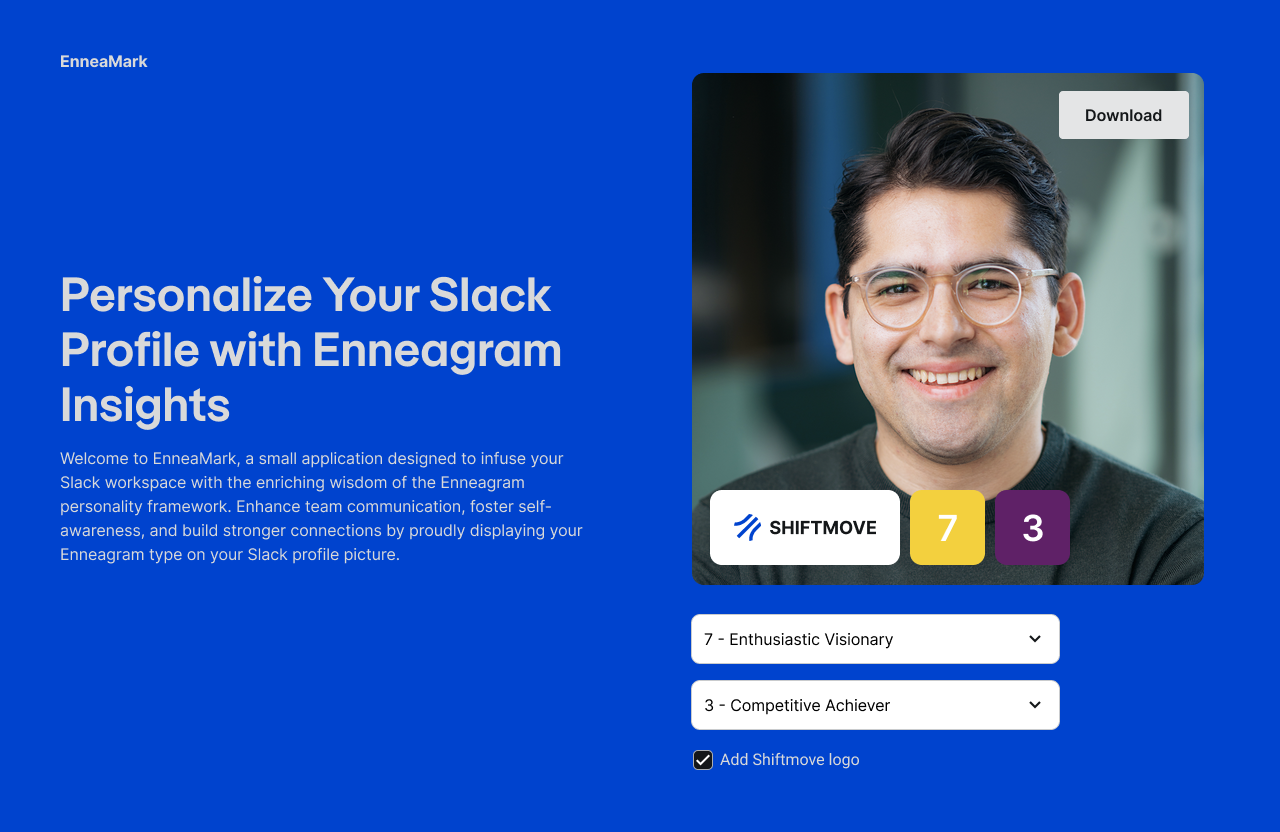 EnneaMark
Download
Personalize Your Slack
Profile with Enneagram
Insights
Welcome to EnneaMark, a small application designed to infuse your
Slack workspace with the enriching wisdom of the Enneagram
personality framework. Enhance team communication, foster self-
awareness, and build stronger connections by proudly displaying your
Enneagram type on your Slack profile picture.
SHIFTMOVE 7 3
7 - Enthusiastic Visionary
3 - Competitive Achiever
Add Shiftmove logo